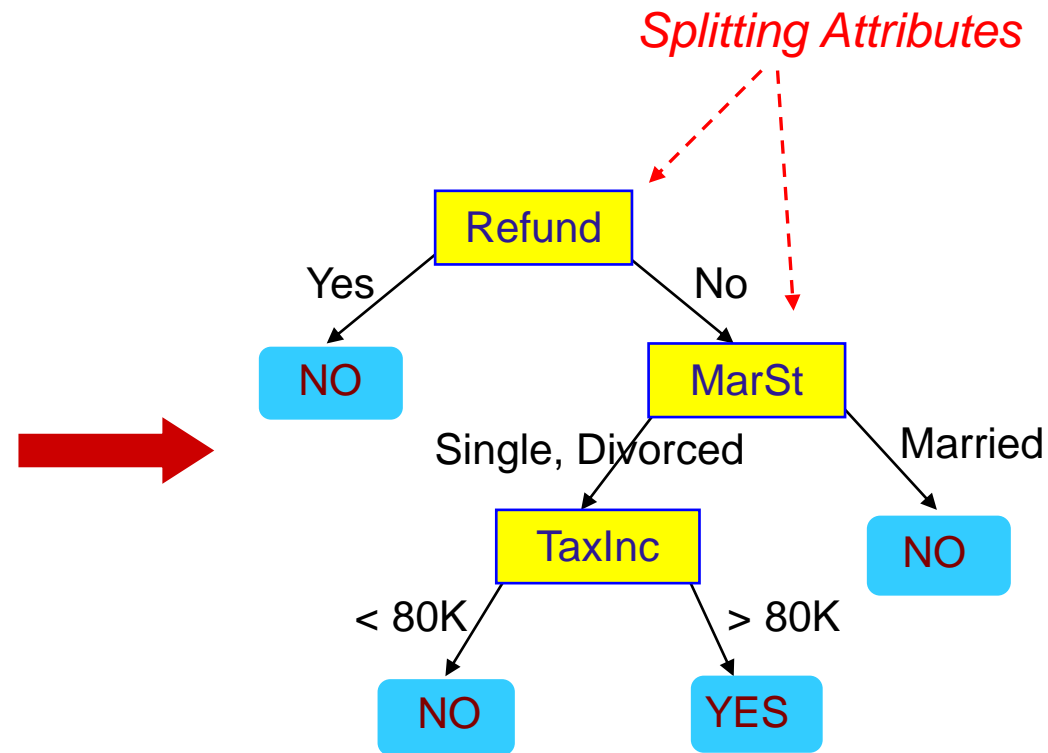 Splitting Attributes
Refund
Yes
No
NO
MarSt
Single, Divorced
Married
TaxInc
NO
< 80K
> 80K
NO
YES